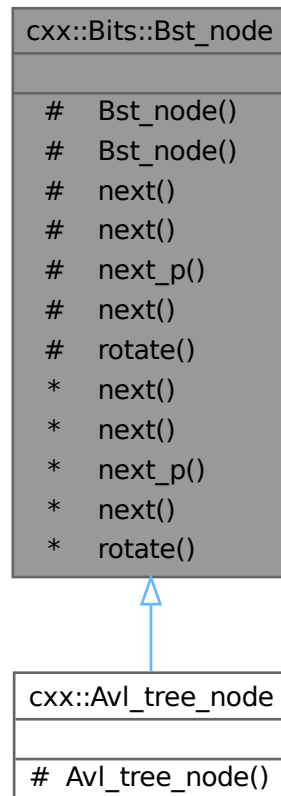 cxx::Bits::Bst_node
# Bst_node()
# Bst_node()
# next()
# next()
# next_p()
# next()
# rotate()
* next()
* next()
* next_p()
* next()
* rotate()
cxx::Avl_tree_node
# Avl_tree_node()